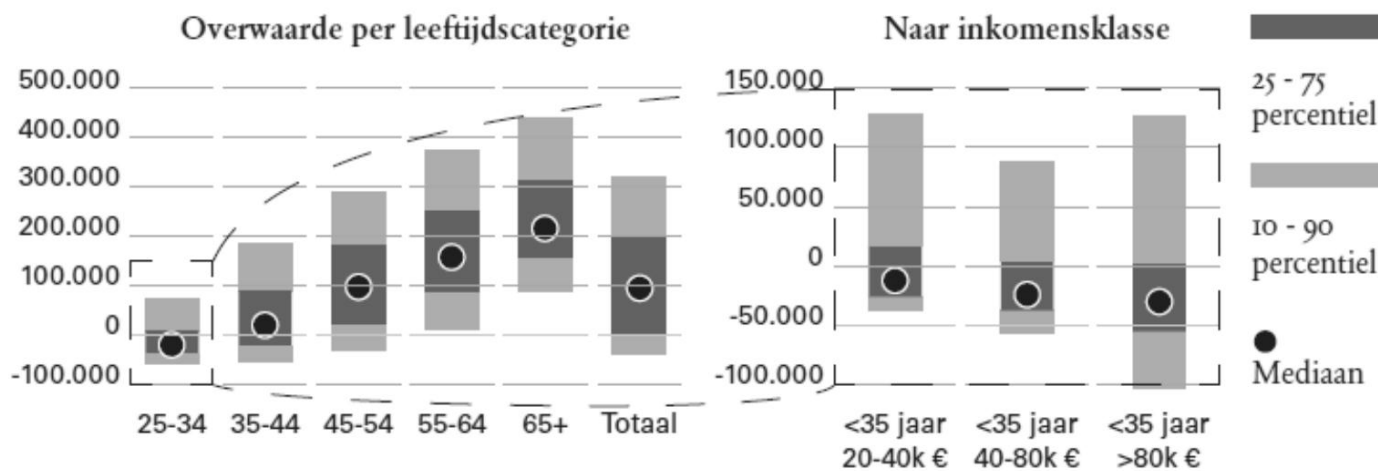 Overwaarde per leeftijdscategorie
500.000
400.000
300.000
200.000
100.000
0
-100.000
25-34 35-44 45-54 55-64 65+ Totaal
Naar inkomensklasse
150.000
100.000
50.000
0
-50.000
-100.000
<35 jaar <35 jaar <35 jaar
20-40k € 40-80k € >80k €
25 - 75
percentiel
10 - 90
percentiel
Mediaan